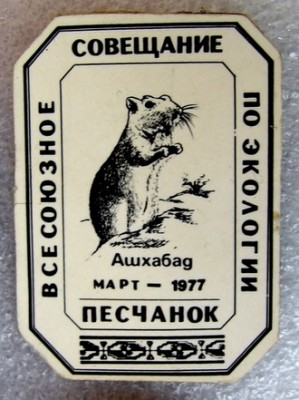 ВСЕСОЮЗНОЕ
СОВЕЩАНИЕ
ПО ЭКОЛОГИИ
ПЕСЧАНОК
Ашхабад
МАРТ — 1977